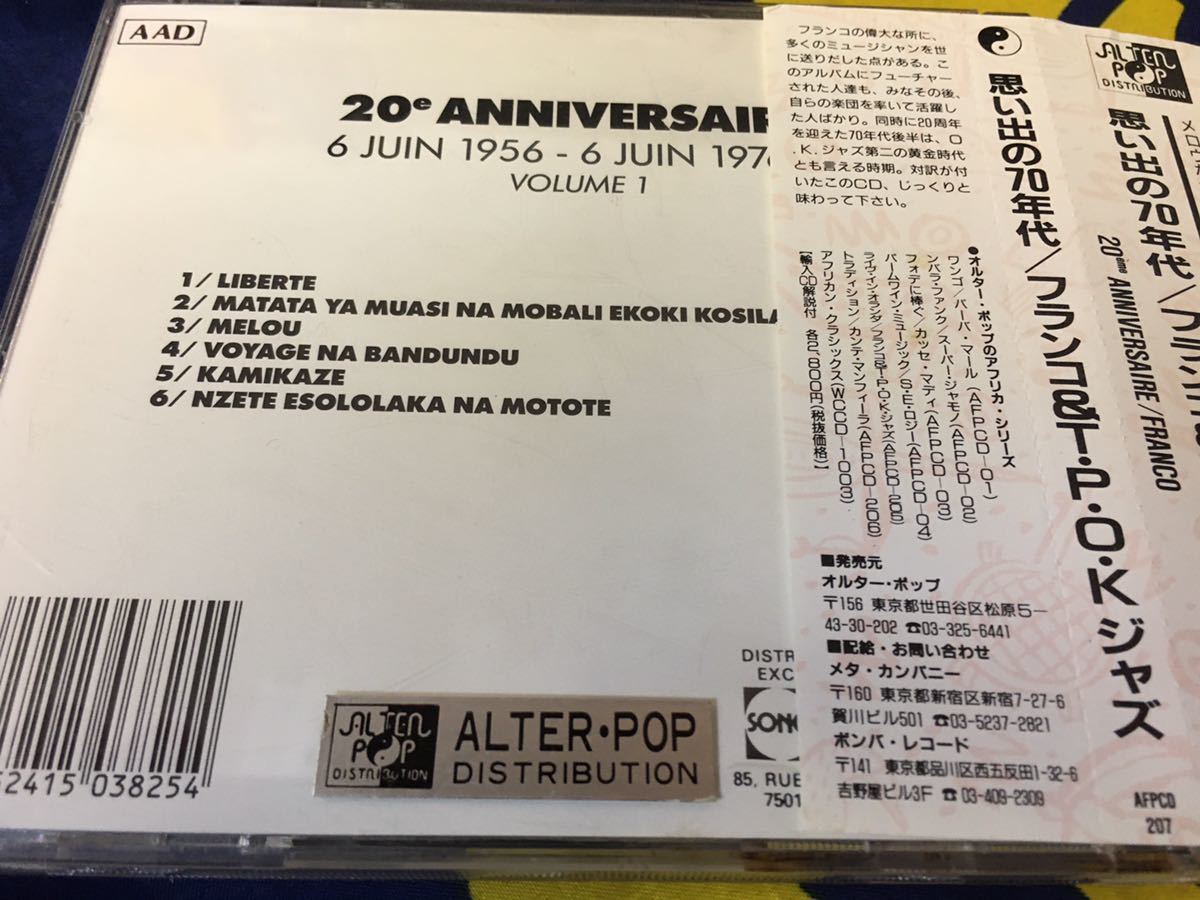 AAD
20e ANNIVERSAIR
6 JUIN 1956 - 6 JUIN 1976
VOLUME 1
1/ LIBERTE
2/ MATATA YA MUASI NA MOBALI EKOKI KOSILA
3/ MELOU
4/ VOYAGE NA BANDUNDU
5/ KAMIKAZE
6/ NZETE ESOLOLAKA NA MOTOTE
52415 038254
ALTER POP
DISTRIBUTION
ALTER・POP
DISTRIBUTION
DISTR
EXC
SONO
85, RUE
7501
フランコの偉大な所に、
多くのミュージシャンを世
に送りだした点がある。こ
のアルバムにフューチャー
された人達も、みなその後、
自らの楽団を率いて活躍し
た人ばかり。同時に20周年
を迎えた70年代後半は、O
.K.ジャズ第二の黄金時代
とも言える時期。対訳が付
いたこのCD、じっくりと
味わって下さい。
●オルター・ポップのアフリカ・シリーズ
ワンゴ/バーバ・マール(AFPCD-01)
ンバラ・ファンク/スーパー・ジャモノ(AFPCD-02)
フォデに捧ぐ/カッセ・マディ(AFPCD-03)
パームワイン・ミュージック/S・E・ロジー(AFPCD-04)
ライヴ・イン・オランダ/フランコ&T・P・O・K・ジャズ(AFPCD-205)
トラディション/カンテ・マンフィーラ(AFPCD-206)
アフリカン・クラシックス(WCCD-1003)
【輸入CD解説付 各2,800円(税抜価格)】
■発売元
オルター・ポップ
〒156 東京都世田谷区松原5-
43-30-202 ☎03-325-6441
■配給・お問い合わせ
メタ・カンパニー
〒160 東京都新宿区新宿7-27-6
賀川ビル501 ☎03-5237-2821
ボンバ・レコード
〒141 東京都品川区西五反田1-32-6
吉野屋ビル3F ☎03-409-2309
思い出の70年代/フランコ&T・P・O・Kジャズ
ALTER
POP
DISTRIBUTION
思い出の70年代/フランコ&
20ème ANNIVERSAIRE/FRANCO
AFPCD
207